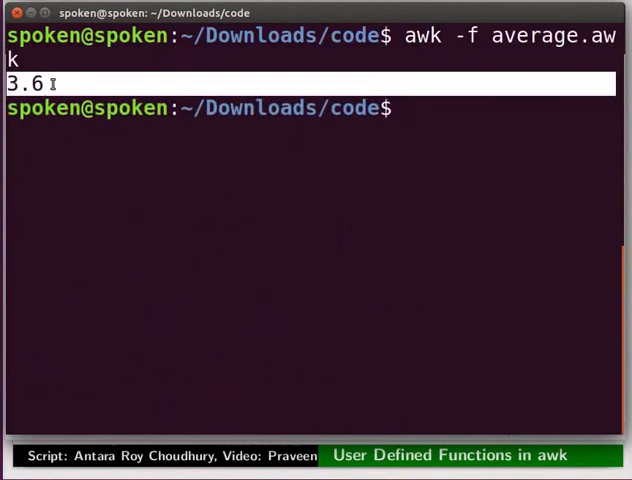 spoken@spoken: ~/Downloads/code
spoken@spoken:~/Downloads/code$ awk -f average.aw
k
3.6
spoken@spoken:~/Downloads/code$
Script: Antara Roy Choudhury, Video: Praveen
User Defined Functions in awk